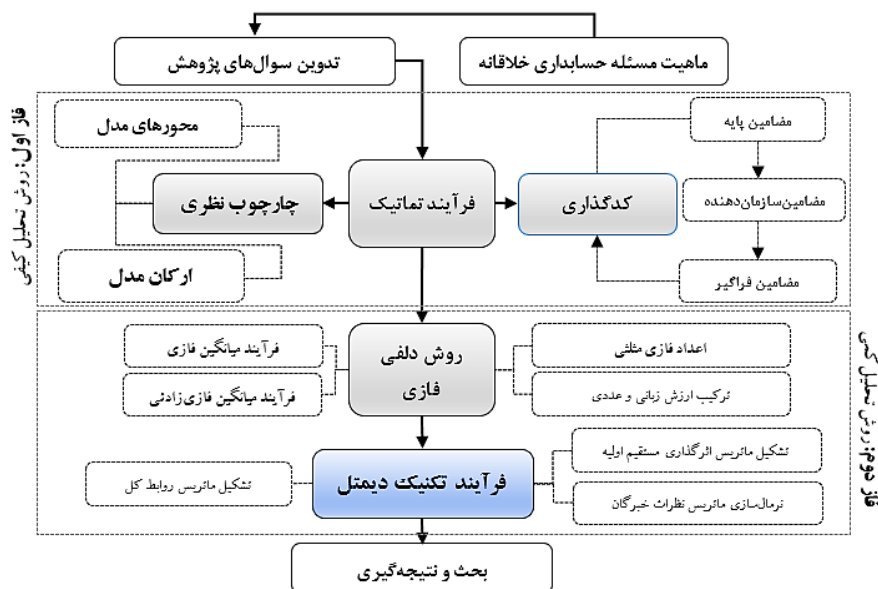 ماهیت مسئله حسابداری خلاقانه
تدوین سوال‌های پژوهش
فاز اول: روش تحلیل کیفی
محورهای مدل
مضامین پایه
کدگذاری
فرآیند تماتیک
چارچوب نظری
مضامین‌سازمان‌دهنده
ارکان مدل
مضامین فراگیر
فاز دوم: روش تحلیل کمی
روش دلفی
فازی
اعداد فازی مثلثی
فرآیند میانگین فازی
ترکیب ارزش زبانی و عددی
فرآیند میانگین فازی‌زادئی
فرآیند تکنیک دیمتل
تشکیل ماتریس اثرگذاری مستقیم اولیه
تشکیل ماتریس روابط کل
نرمال‌سازی ماتریس نظرات خبرگان
بحث و نتیجه‌گیری